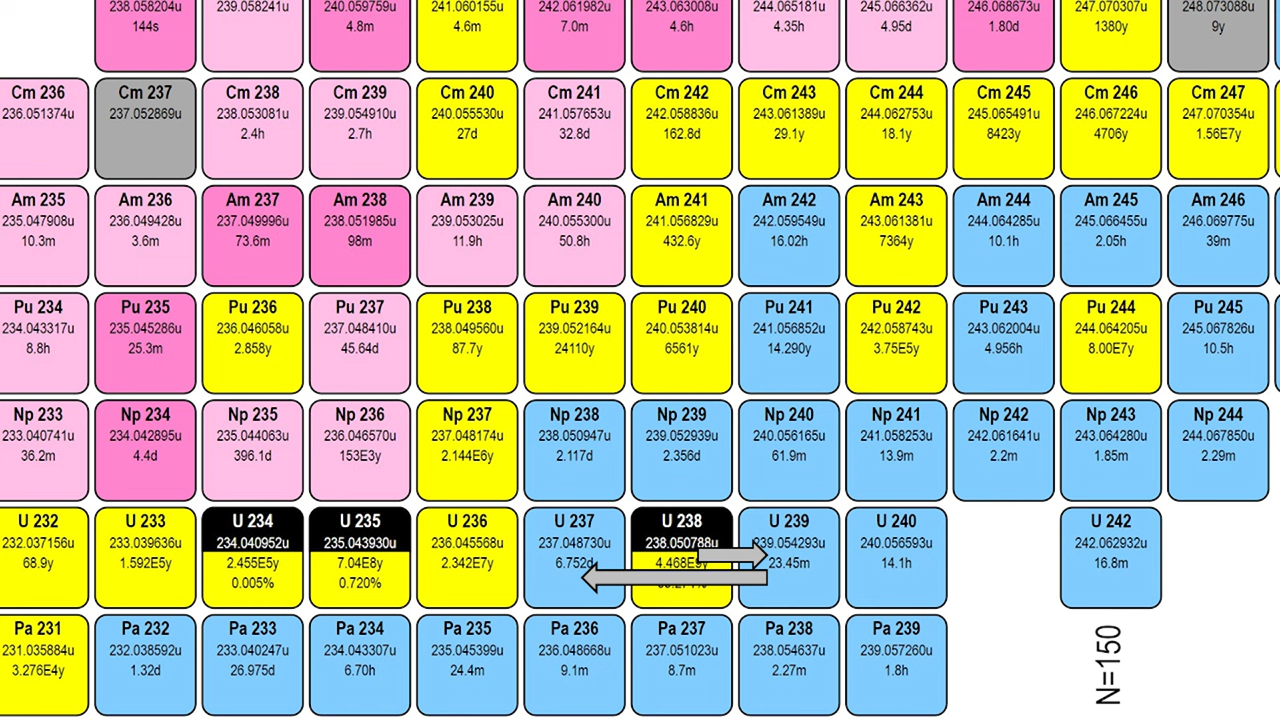 238.058204u 239.058241u 240.059759u 241.060155u 242.061982u 243.063008u 244.065181u 245.066362u 246.068673u 247.070307u 248.073088u
144s 4.8m 4.6m 7.0m 4.6h 4.35h 4.95d 1.80d 1380y 9y
Cm 236 Cm 237 Cm 238 Cm 239 Cm 240 Cm 241 Cm 242 Cm 243 Cm 244 Cm 245 Cm 246 Cm 247
236.051374u 237.052869u 238.053081u 239.054910u 240.055530u 241.057653u 242.058836u 243.061389u 244.062753u 245.065491u 246.067224u 247.070354u
2.4h 2.7h 27d 32.8d 162.8d 29.1y 18.1y 8423y 4706y 1.56E7y
Am 235 Am 236 Am 237 Am 238 Am 239 Am 240 Am 241 Am 242 Am 243 Am 244 Am 245 Am 246
235.047908u 236.049428u 237.049996u 238.051985u 239.053025u 240.055300u 241.056829u 242.059549u 243.061381u 244.064285u 245.066455u 246.069775u
10.3m 3.6m 73.6m 98m 11.9h 50.8h 432.6y 16.02h 7364y 10.1h 2.05h 39m
Pu 234 Pu 235 Pu 236 Pu 237 Pu 238 Pu 239 Pu 240 Pu 241 Pu 242 Pu 243 Pu 244 Pu 245
234.043317u 235.045286u 236.046058u 237.048410u 238.049560u 239.052164u 240.053814u 241.056852u 242.058743u 243.062004u 244.064205u 245.067826u
8.8h 25.3m 2.858y 45.64d 87.7y 24110y 6561y 14.290y 3.75E5y 4.956h 8.00E7y 10.5h
Np 233 Np 234 Np 235 Np 236 Np 237 Np 238 Np 239 Np 240 Np 241 Np 242 Np 243 Np 244
233.040741u 234.042895u 235.044063u 236.046570u 237.048174u 238.050947u 239.052939u 240.056165u 241.058253u 242.061641u 243.064280u 244.067850u
36.2m 4.4d 396.1d 153E3y 2.144E6y 2.117d 2.356d 61.9m 13.9m 2.2m 1.85m 2.29m
U 232 U 233 U 234 U 235 U 236 U 237 U 238 U 239 U 240 U 242
232.037156u 233.039636u 234.040952u 235.043930u 236.045568u 237.048730u 238.050788u 239.054293u 240.056593u 242.062932u
68.9y 1.592E5y 2.455E5y 7.04E8y 2.342E7y 6.752d 4.468E9y 23.45m 14.1h 16.8m
0.005% 0.720%
Pa 231 Pa 232 Pa 233 Pa 234 Pa 235 Pa 236 Pa 237 Pa 238 Pa 239
231.035884u 232.038592u 233.040247u 234.043307u 235.045399u 236.048668u 237.051023u 238.054637u 239.057260u
3.276E4y 1.32d 26.975d 6.70h 24.4m 9.1m 8.7m 2.27m 1.8h
N=150